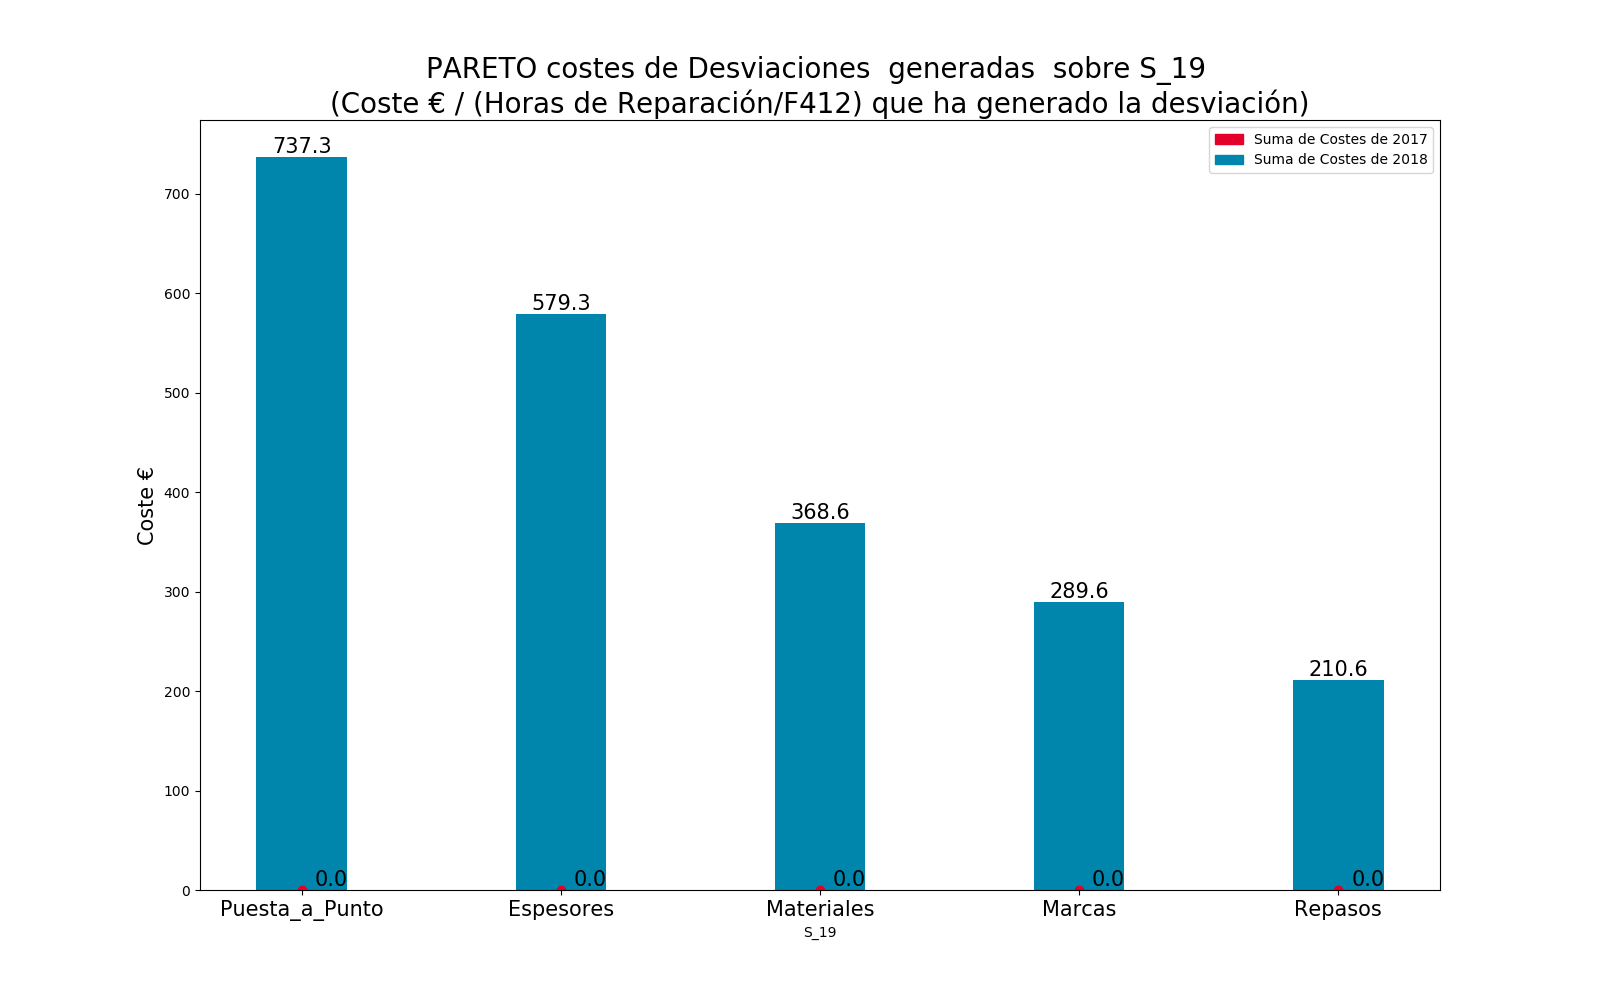 PARETO costes de Desviaciones  generadas  sobre S_19
(Coste € / (Horas de Reparación/F412) que ha generado la desviación)
Suma de Costes de 2017
Suma de Costes de 2018
Coste €
700
600
500
400
300
200
100
0
737.3
579.3
368.6
289.6
210.6
0.0
0.0
0.0
0.0
0.0
Puesta_a_Punto
Espesores
Materiales
Marcas
Repasos
S_19